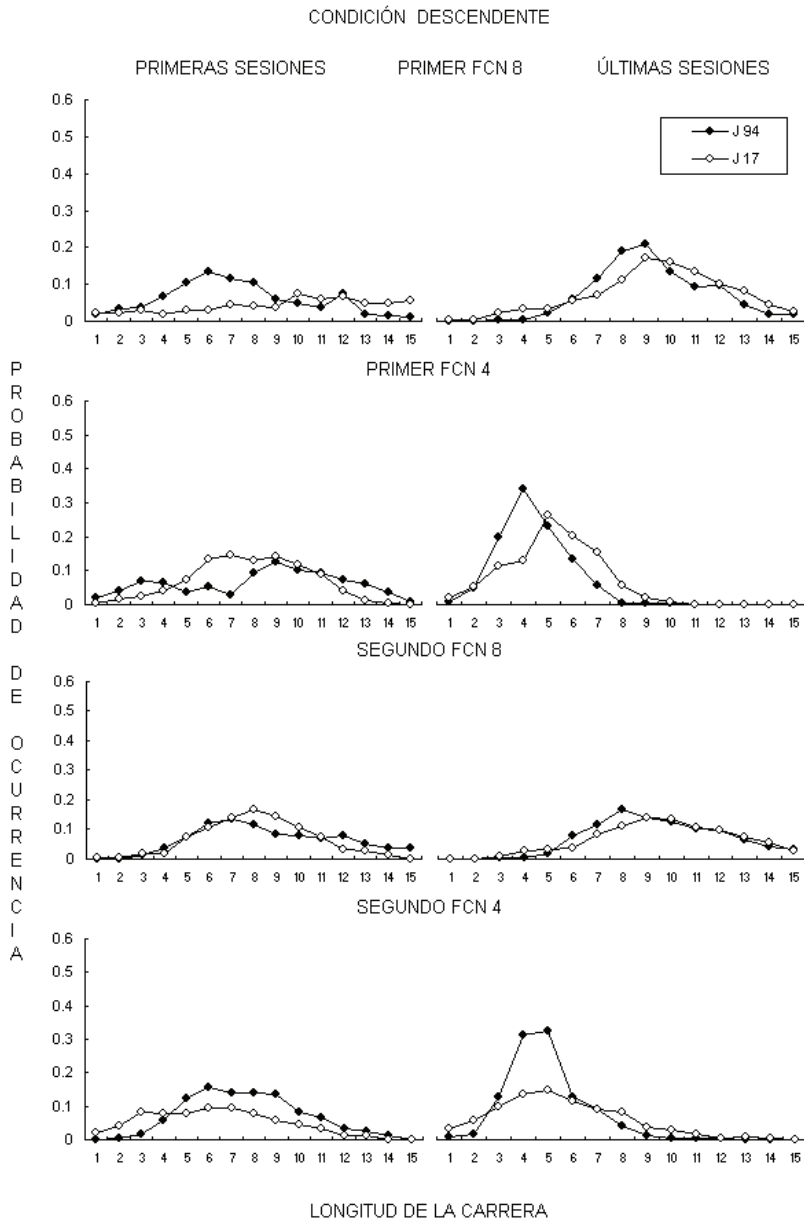 CONDICIÓN DESCENDENTE
PRIMERAS SESIONES PRIMER FCN 8 ÚLTIMAS SESIONES
0.6
0.5
0.4
0.3
0.2
0.1
0
J 94
J 17
1 2 3 4 5 6 7 8 9 10 11 12 13 14 15 1 2 3 4 5 6 7 8 9 10 11 12 13 14 15
PRIMER FCN 4
0.6
0.5
0.4
0.3
0.2
0.1
0
1 2 3 4 5 6 7 8 9 10 11 12 13 14 15 1 2 3 4 5 6 7 8 9 10 11 12 13 14 15
SEGUNDO FCN 8
0.6
0.5
0.4
0.3
0.2
0.1
0
1 2 3 4 5 6 7 8 9 10 11 12 13 14 15 1 2 3 4 5 6 7 8 9 10 11 12 13 14 15
SEGUNDO FCN 4
0.6
0.5
0.4
0.3
0.2
0.1
0
1 2 3 4 5 6 7 8 9 10 11 12 13 14 15 1 2 3 4 5 6 7 8 9 10 11 12 13 14 15
PROBABILIDAD DE OCURRENCIA
LONGITUD DE LA CARRERA